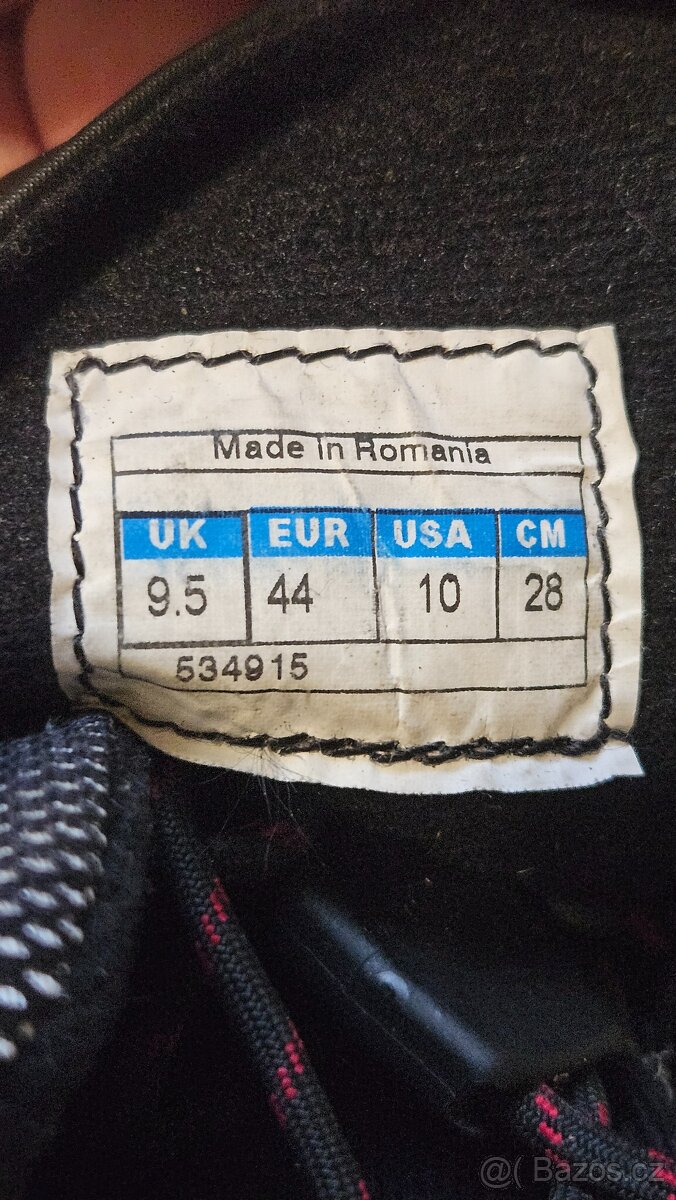 Made in Romania
UK EUR USA CM
9.5 44 10 28
534915
@( Bazos.cz